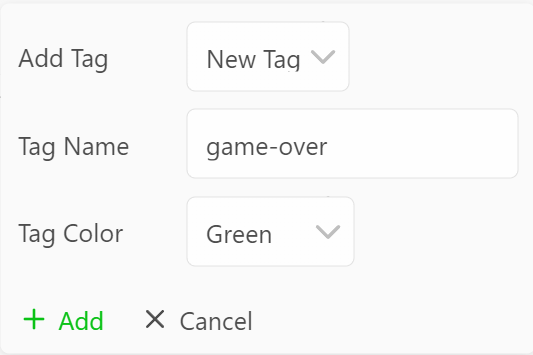 Add Tag New Tag
Tag Name game-over
Tag Color Green
Add Cancel